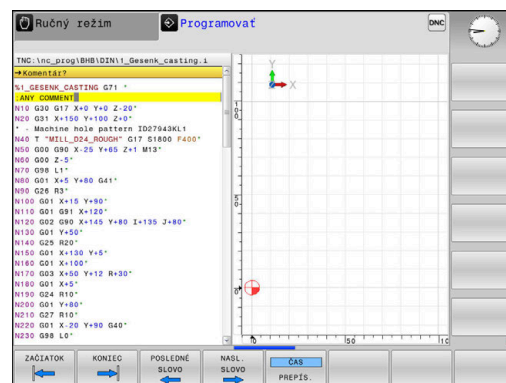 Ručný režim
Programovať
DNC
TNC:\nc_prog\BHB\DIN\1_Gesenk_casting.i
Komentár?
%1_GESENK_CASTING G71 *
;ANY COMMENT
N10 G30 G17 X+0 Y+0 Z-20*
N20 G31 X+150 Y+100 Z+0*
* - Machine hole pattern ID27943KL1
N40 T "MILL_D24_ROUGH" G17 S1800 F400*
N50 G00 G90 X-25 Y+65 Z+1 M13*
N60 G00 Z-5*
N70 G98 L1*
N80 G01 X+5 Y+80 G41*
N90 G26 R3*
N100 G01 X+15 Y+90*
N110 G01 G91 X+120*
N120 G02 G90 X+145 Y+80 I+135 J+80*
N130 G01 Y+50*
N140 G25 R20*
N150 G01 X+130 Y+5*
N160 G01 X+100*
N170 G03 X+50 Y+12 R+30*
N180 G01 X+5*
N190 G24 R10*
N200 G01 Y+80*
N210 G27 R10*
N220 G01 X-20 Y+90 G40*
N230 G98 L0*
Y
X
ZAČIATOK
KONIEC
POSLEDNÉ SLOVO
NASL. SLOVO
ČAS
PREPÍS.